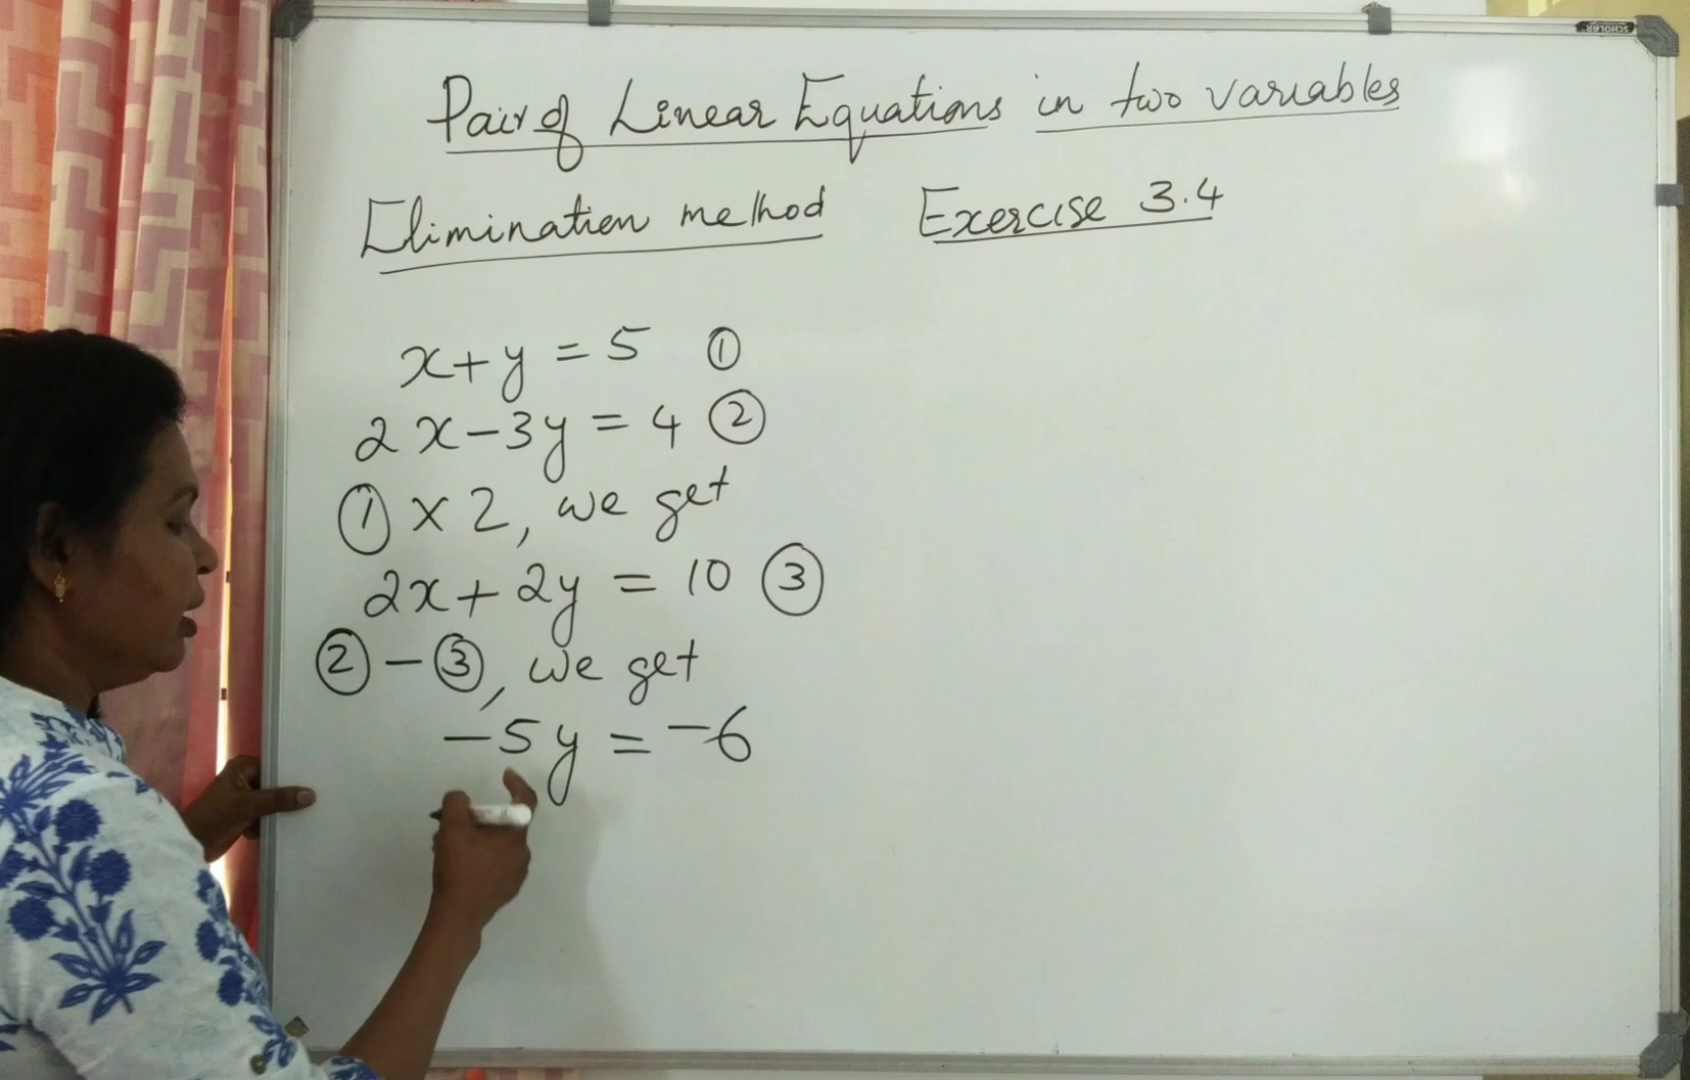 Pair of Linear Equations in two variables
Elimination method Exercise 3.4
x+y = 5 ①
2x-3y = 4 ②
① × 2, we get
2x+2y = 10 ③
②-③, we get
-5y = -6
SCHOLAR